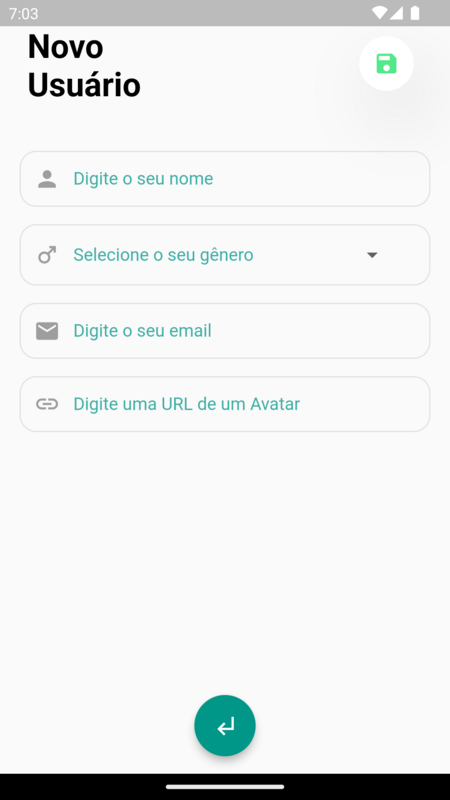 7:03
Novo
Usuário
Digite o seu nome
Selecione o seu gênero
Digite o seu email
Digite uma URL de um Avatar